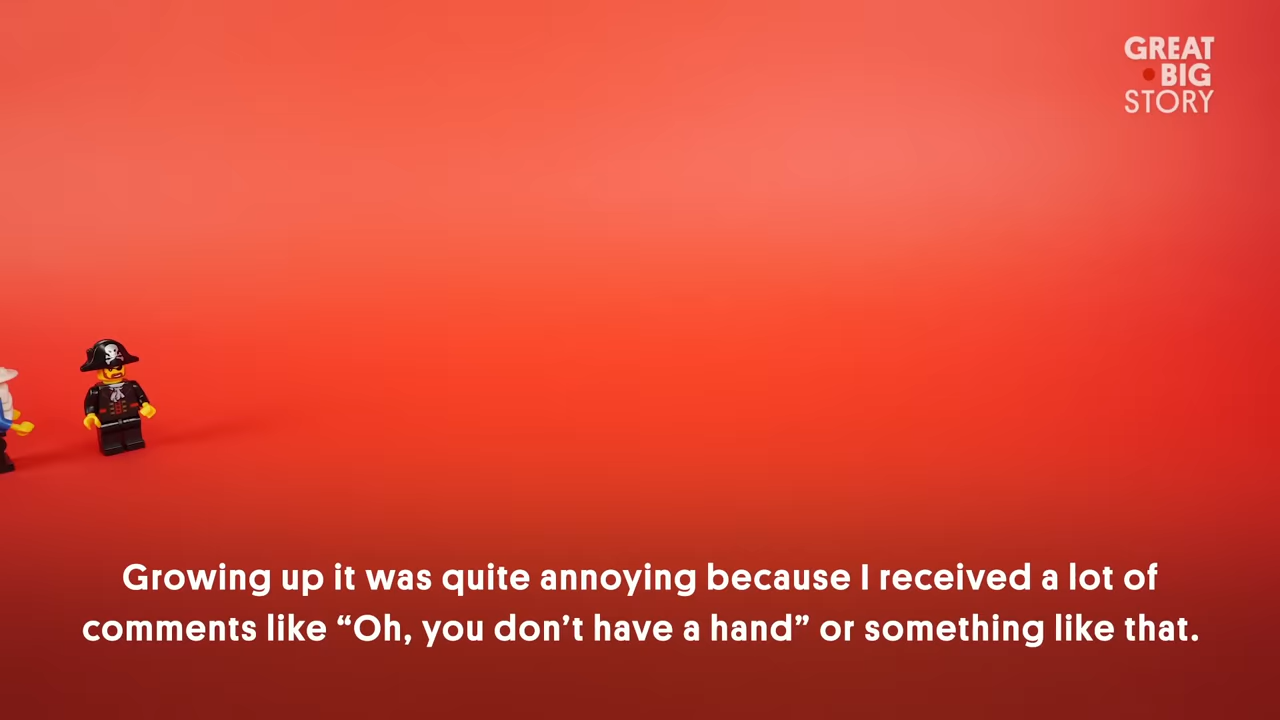 GREAT
BIG
STORY
Growing up it was quite annoying because I received a lot of
comments like “Oh, you don’t have a hand” or something like that.